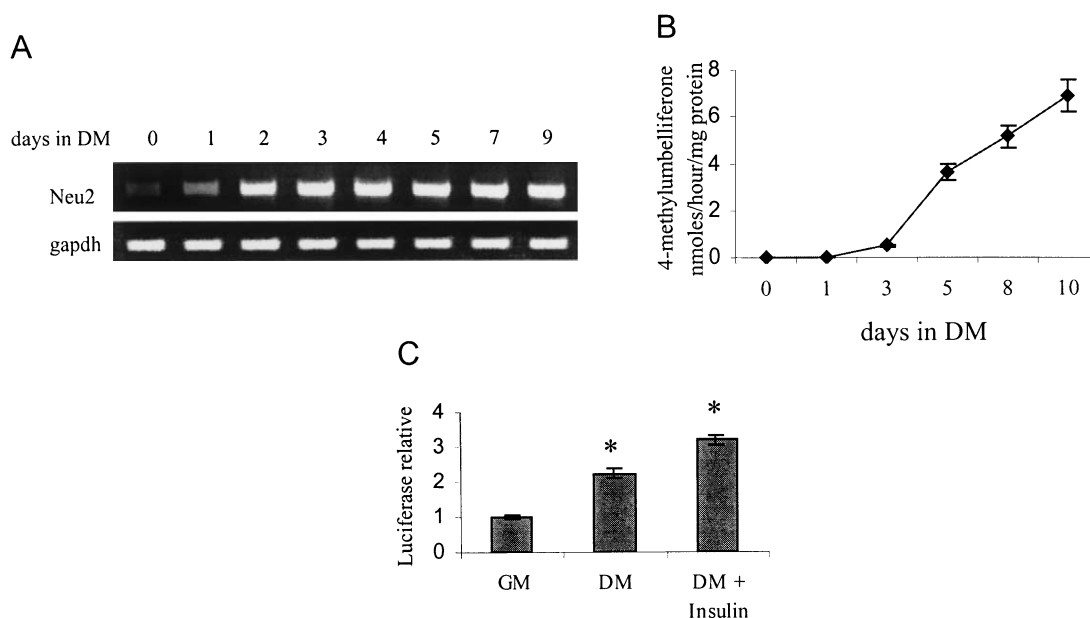 A
days in DM 0 1 2 3 4 5 7 9
Neu2
gapdh
B
4-methylumbelliferone
nmoles/hour/mg protein
8
6
4
2
0
0 1 3 5 8 10
days in DM
C
Luciferase relative
4
3
2
1
0
* *
GM DM DM +
Insulin